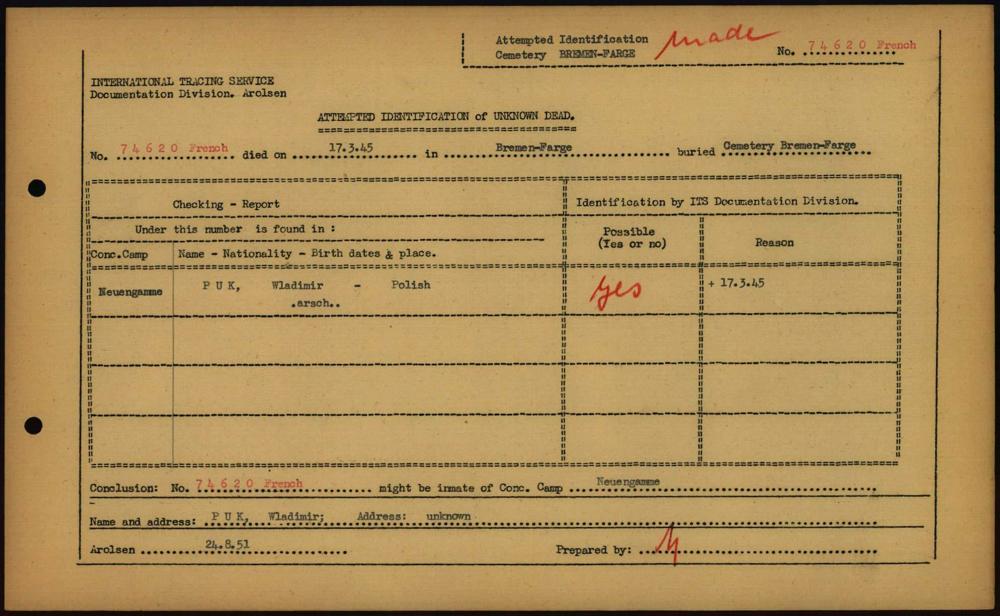 Attempted Identification made
Cemetery BREMEN-FARGE No. 74620 French
INTERNATIONAL TRACING SERVICE
Documentation Division. Arolsen
ATTEMPTED IDENTIFICATION of UNKNOWN DEAD.
No. 74620 French died on 17.3.45 in Bremen-Farge buried Cemetery Bremen-Farge
Checking - Report Identification by ITS Documentation Division.
Under this number is found in : Possible (Yes or no) Reason
Conc.Camp Name - Nationality - Birth dates & place.
Neuengamme P U K, Wladimir - Polish yes + 17.3.45
.arsch..
Conclusion: No. 74620 French might be inmate of Conc. Camp Neuengamme
Name and address: P U K, Wladimir; Address: unknown
Arolsen 24.8.51 Prepared by: